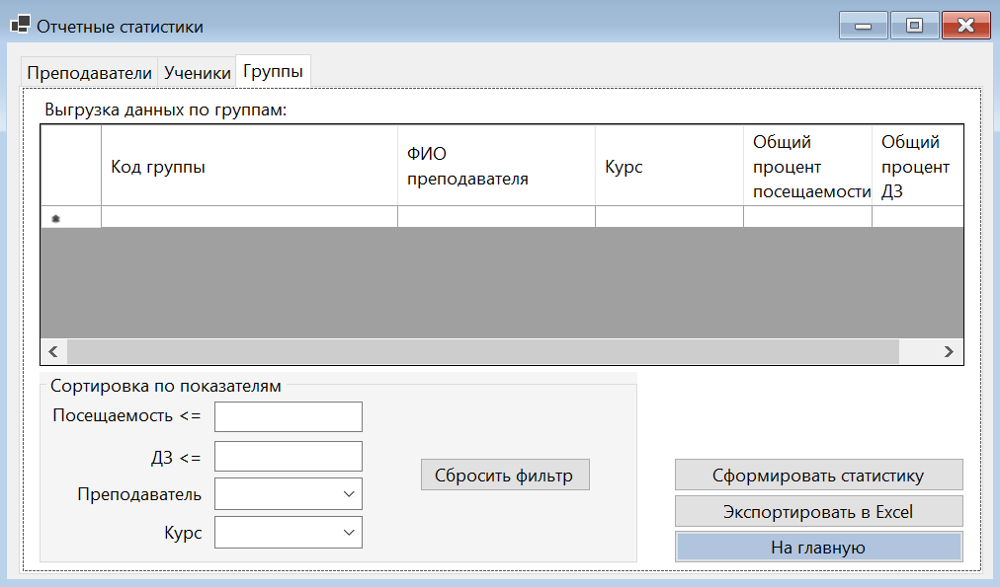 Отчетные статистики
Преподаватели Ученики Группы
Выгрузка данных по группам:
Код группы
ФИО
преподавателя
Курс
Общий
процент
посещаемости
Общий
процент
ДЗ
Сортировка по показателям
Посещаемость <=
ДЗ <=
Преподаватель
Курс
Сбросить фильтр
Сформировать статистику
Экспортировать в Excel
На главную